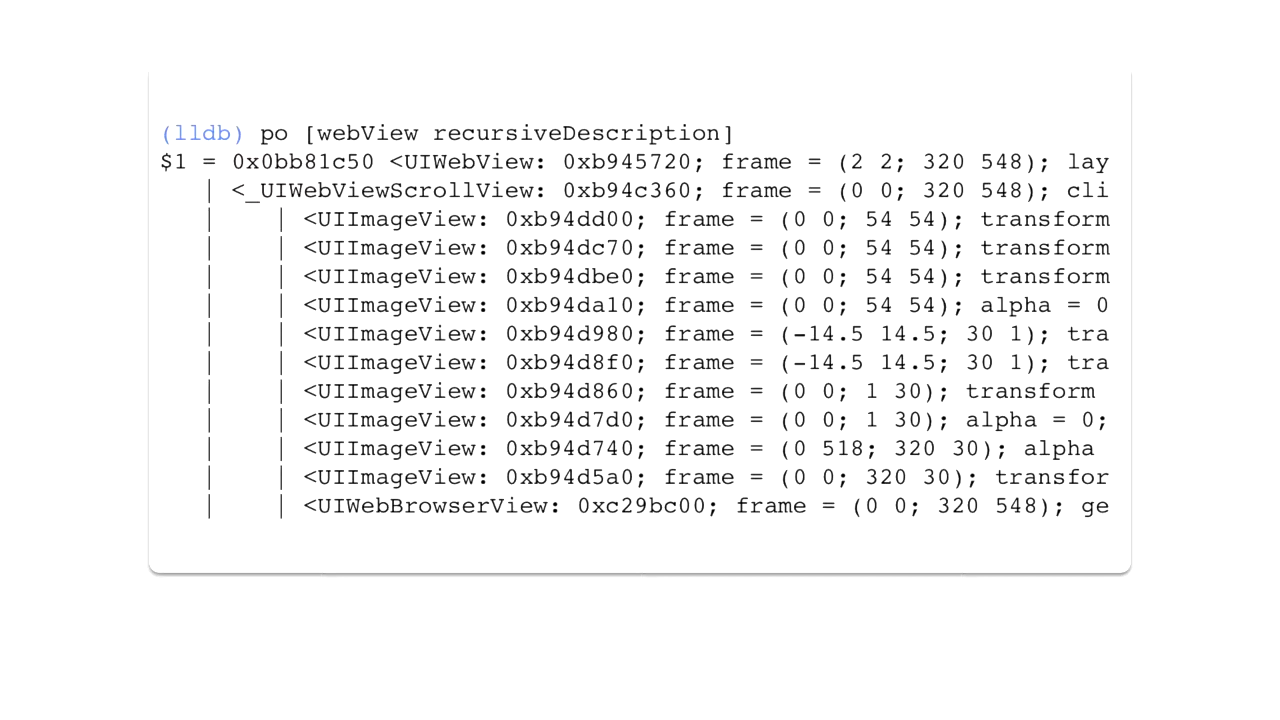 (lldb) po [webView recursiveDescription]
$1 = 0x0bb81c50 <UIWebView: 0xb945720; frame = (2 2; 320 548); lay
| <_UIWebViewScrollView: 0xb94c360; frame = (0 0; 320 548); cli
| | <UIImageView: 0xb94dd00; frame = (0 0; 54 54); transform
| | <UIImageView: 0xb94dc70; frame = (0 0; 54 54); transform
| | <UIImageView: 0xb94dbe0; frame = (0 0; 54 54); transform
| | <UIImageView: 0xb94da10; frame = (0 0; 54 54); alpha = 0
| | <UIImageView: 0xb94d980; frame = (-14.5 14.5; 30 1); tra
| | <UIImageView: 0xb94d8f0; frame = (-14.5 14.5; 30 1); tra
| | <UIImageView: 0xb94d860; frame = (0 0; 1 30); transform
| | <UIImageView: 0xb94d7d0; frame = (0 0; 1 30); alpha = 0;
| | <UIImageView: 0xb94d740; frame = (0 518; 320 30); alpha
| | <UIImageView: 0xb94d5a0; frame = (0 0; 320 30); transfor
| | <UIWebBrowserView: 0xc29bc00; frame = (0 0; 320 548); ge